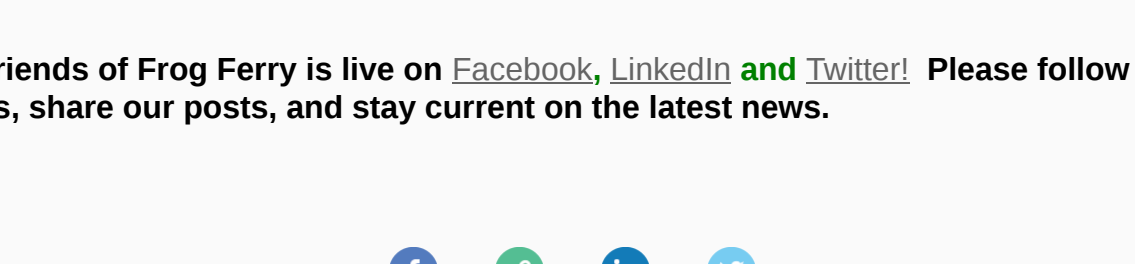 riends of Frog Ferry is live on Facebook, LinkedIn and Twitter! Please follow
s, share our posts, and stay current on the latest news.